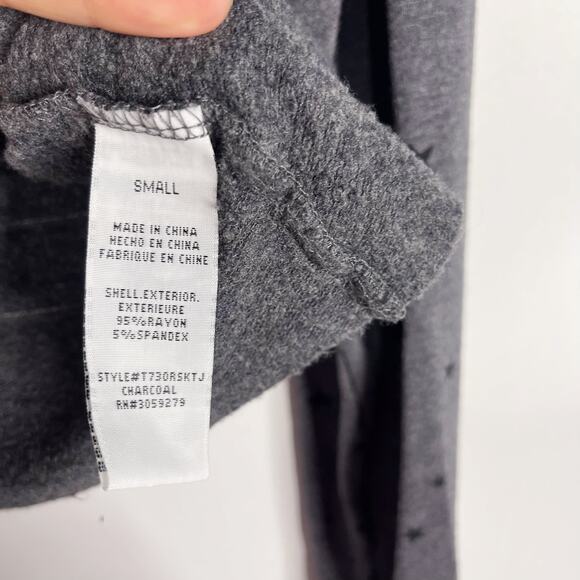 SMALL
MADE IN CHINA
HECHO EN CHINA
FABRIQUE EN CHINE
SHELL.EXTERIOR.
EXTERIEURE
95%RAYON
5%SPANDEX
STYLE#T730RSKTJ
CHARCOAL
RN#3059279